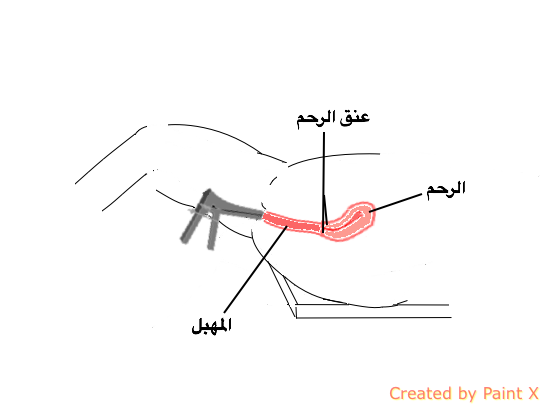 عنق الرحم
الرحم
المهبل
Created by Paint X